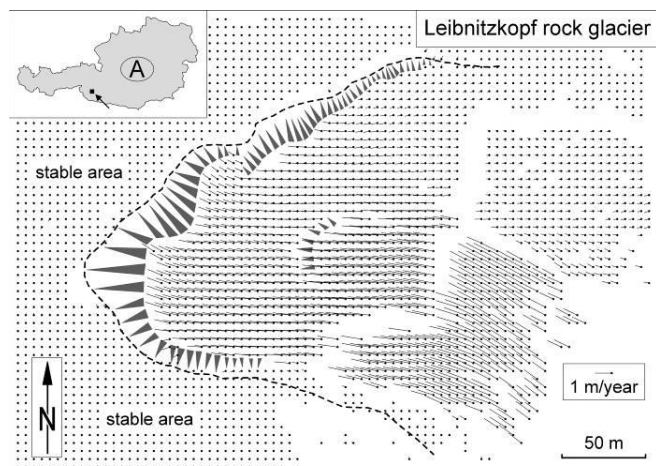 Leibnitzkopf rock glacier
A
stable area
1 m/year
N
stable area
50 m